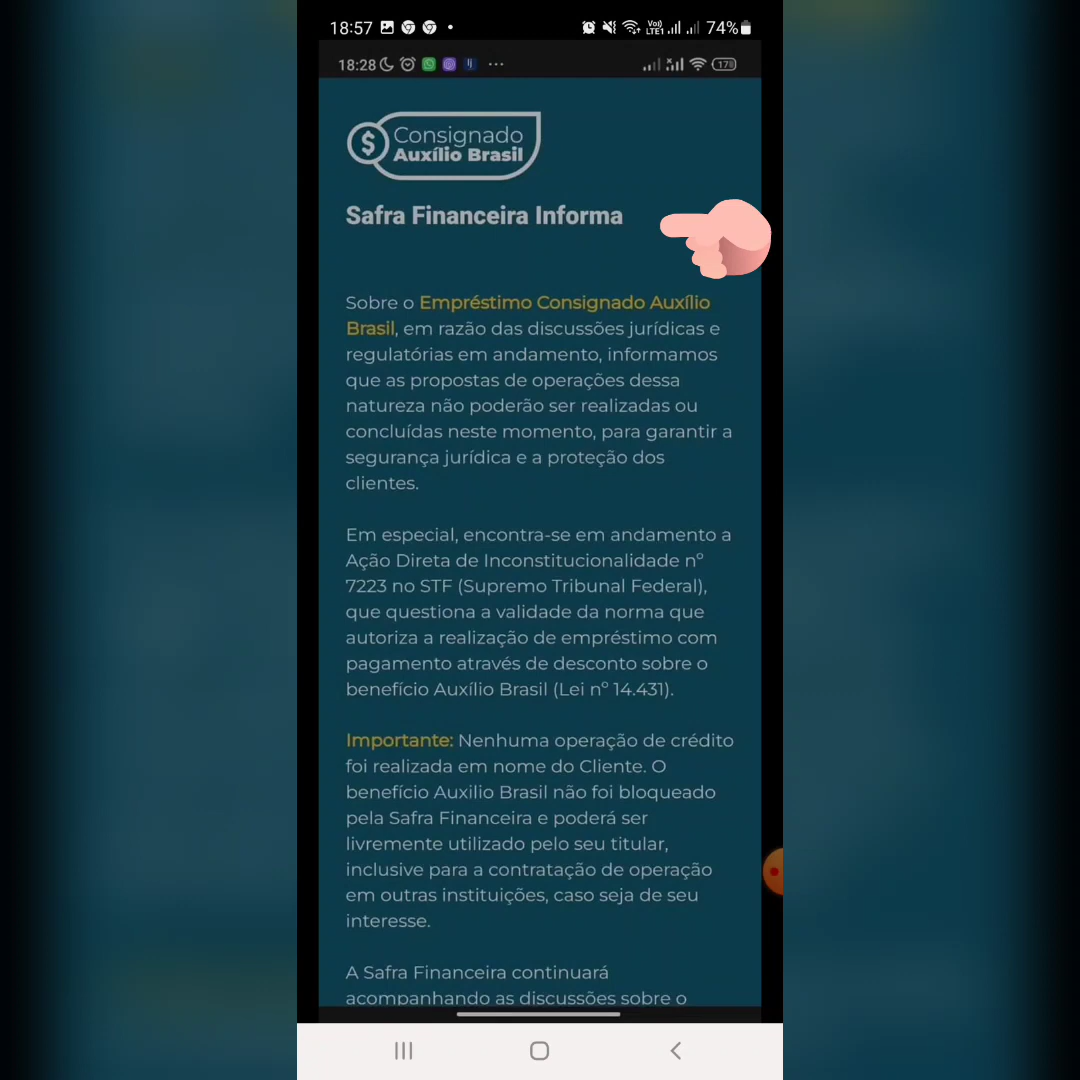 18:57
Vo)) LTE1
74%
18:28
178
$
Consignado
Auxílio Brasil
Safra Financeira Informa
Sobre o Empréstimo Consignado Auxílio
Brasil, em razão das discussões jurídicas e
regulatórias em andamento, informamos
que as propostas de operações dessa
natureza não poderão ser realizadas ou
concluídas neste momento, para garantir a
segurança jurídica e a proteção dos
clientes.
Em especial, encontra-se em andamento a
Ação Direta de Inconstitucionalidade nº
7223 no STF (Supremo Tribunal Federal),
que questiona a validade da norma que
autoriza a realização de empréstimo com
pagamento através de desconto sobre o
benefício Auxílio Brasil (Lei nº 14.431).
Importante: Nenhuma operação de crédito
foi realizada em nome do Cliente. O
benefício Auxilio Brasil não foi bloqueado
pela Safra Financeira e poderá ser
livremente utilizado pelo seu titular,
inclusive para a contratação de operação
em outras instituições, caso seja de seu
interesse.
A Safra Financeira continuará
acompanhando as discussões sobre o